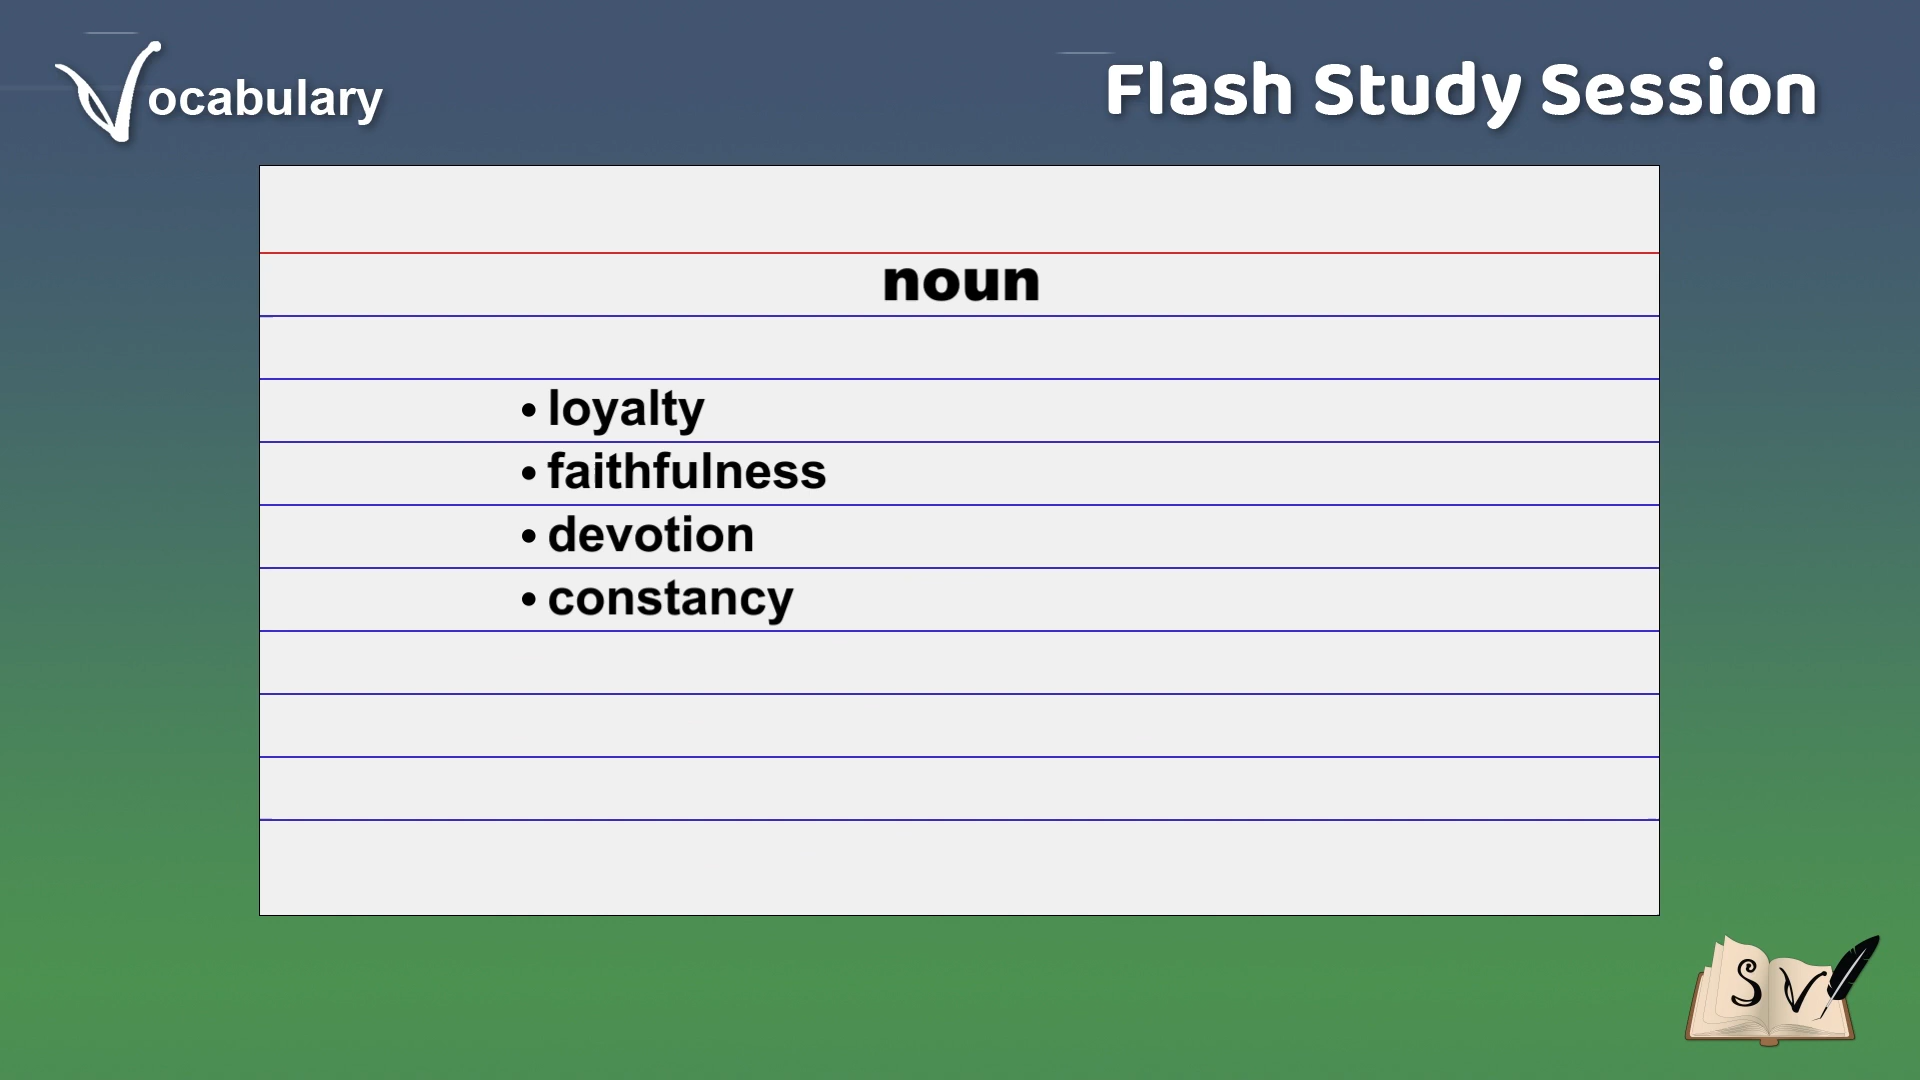 Vocabulary
Flash Study Session
noun
• loyalty
• faithfulness
• devotion
• constancy
S V